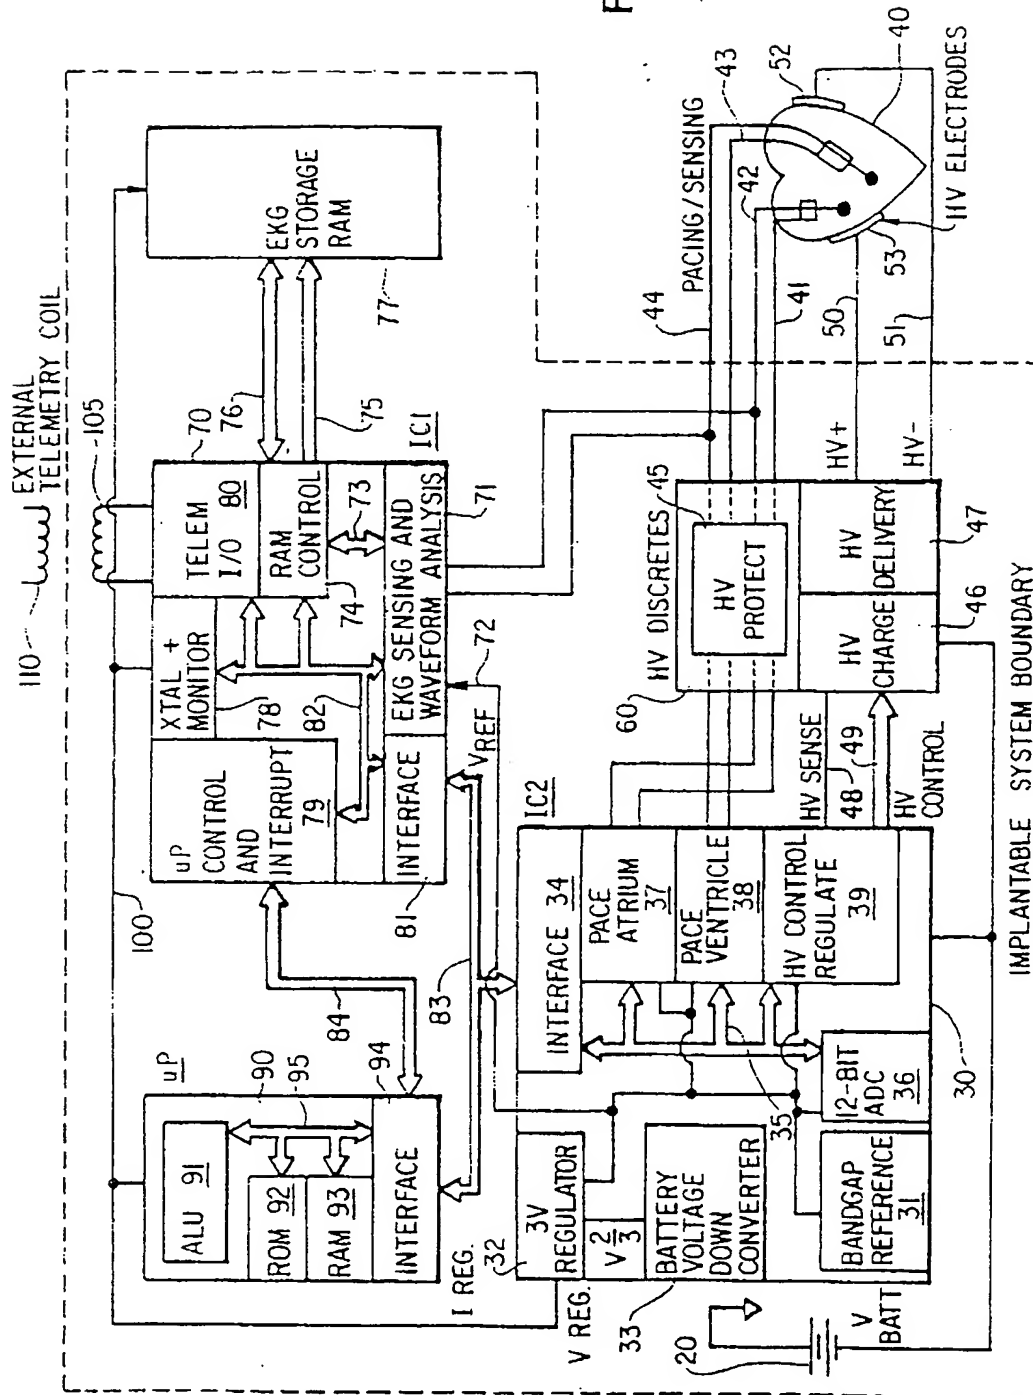 F
110
EXTERNAL
TELEMETRY COIL
105
100
uP
90
95
ALU 91
ROM 92
RAM 93
INTERFACE
94
84
83
uP
CONTROL
AND
INTERRUPT
79
XTAL +
MONITOR
78
82
TELEM
I/O
80
70
RAM
CONTROL
74
73
INTERFACE
81
EKG SENSING AND
WAVEFORM ANALYSIS
71
IC1
76
75
EKG
STORAGE
RAM
77
72
VREF
I REG.
V REG.
32
3V
REGULATOR
V 2/3
33
BATTERY
VOLTAGE
DOWN
CONVERTER
BANDGAP
REFERENCE
31
20
V
BATT
IC2
INTERFACE 34
PACE
ATRIUM
37
PACE
VENTRICLE
38
HV CONTROL
REGULATE
39
35
12-BIT
ADC
36
30
HV SENSE
48
49
HV
CONTROL
60
HV DISCRETES
45
HV
PROTECT
HV
CHARGE
46
HV
DELIVERY
47
HV+
HV-
44
PACING/SENSING
43
42
41
50
51
52
53
40
HV ELECTRODES
IMPLANTABLE SYSTEM BOUNDARY